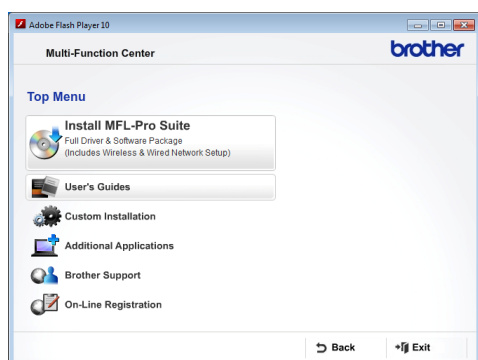 Adobe Flash Player 10
Multi-Function Center
brother
Top Menu
Install MFL-Pro Suite
Full Driver & Software Package
(Includes Wireless & Wired Network Setup)
User's Guides
Custom Installation
Additional Applications
Brother Support
On-Line Registration
Back
Exit